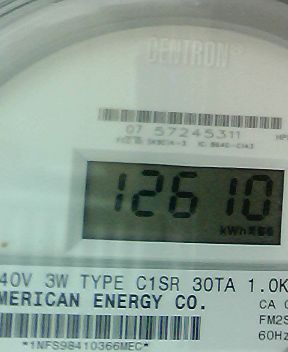 CENTRON®
07 57245311
12610
kWh
40V 3W TYPE C1SR 30TA 1.0K
MERICAN ENERGY CO.
CA
FM2S
60Hz
*1NFS98410366MEC*